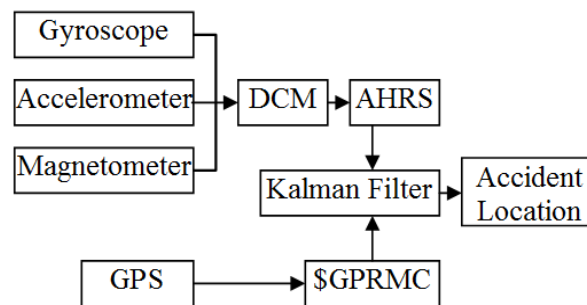 Gyroscope
Accelerometer
DCM
AHRS
Magnetometer
Kalman Filter
Accident
Location
GPS
$GPRMC